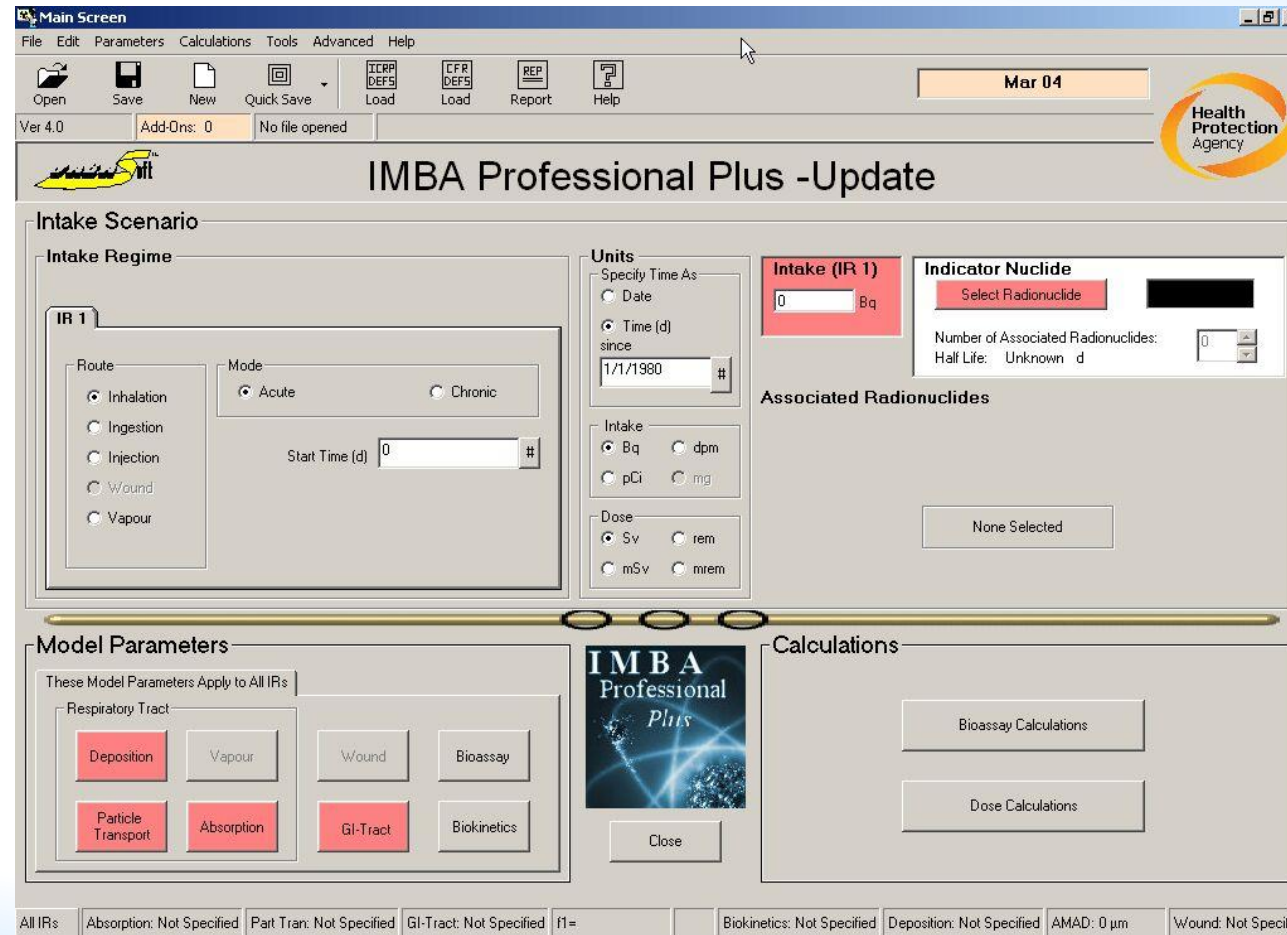 Main Screen
File Edit Parameters Calculations Tools Advanced Help
Open Save New Quick Save ICRP DEFS Load CFR DEFS Load REP Report ? Help
Mar 04
Health
Protection
Agency
Ver 4.0 Add-Ons: 0 No file opened
IMBA Professional Plus -Update
Intake Scenario
Intake Regime
IR 1
Route
Inhalation
Ingestion
Injection
Wound
Vapour
Mode
Acute Chronic
Start Time (d) 0 #
Units
Specify Time As
Date
Time (d)
since
1/1/1980 #
Intake
Bq dpm
pCi mg
Dose
Sv rem
mSv mrem
Intake (IR 1)
0 Bq
Indicator Nuclide
Select Radionuclide
Number of Associated Radionuclides: 0
Half Life: Unknown d
Associated Radionuclides
None Selected
Model Parameters
These Model Parameters Apply to All IRs
Respiratory Tract
Deposition Vapour Wound Bioassay
Particle
Transport
Absorption GI-Tract Biokinetics
IMBA
Professional
Plus
Close
Calculations
Bioassay Calculations
Dose Calculations
All IRs Absorption: Not Specified Part Tran: Not Specified GI-Tract: Not Specified f1= Biokinetics: Not Specified Deposition: Not Specified AMAD: 0 µm Wound: Not Specif